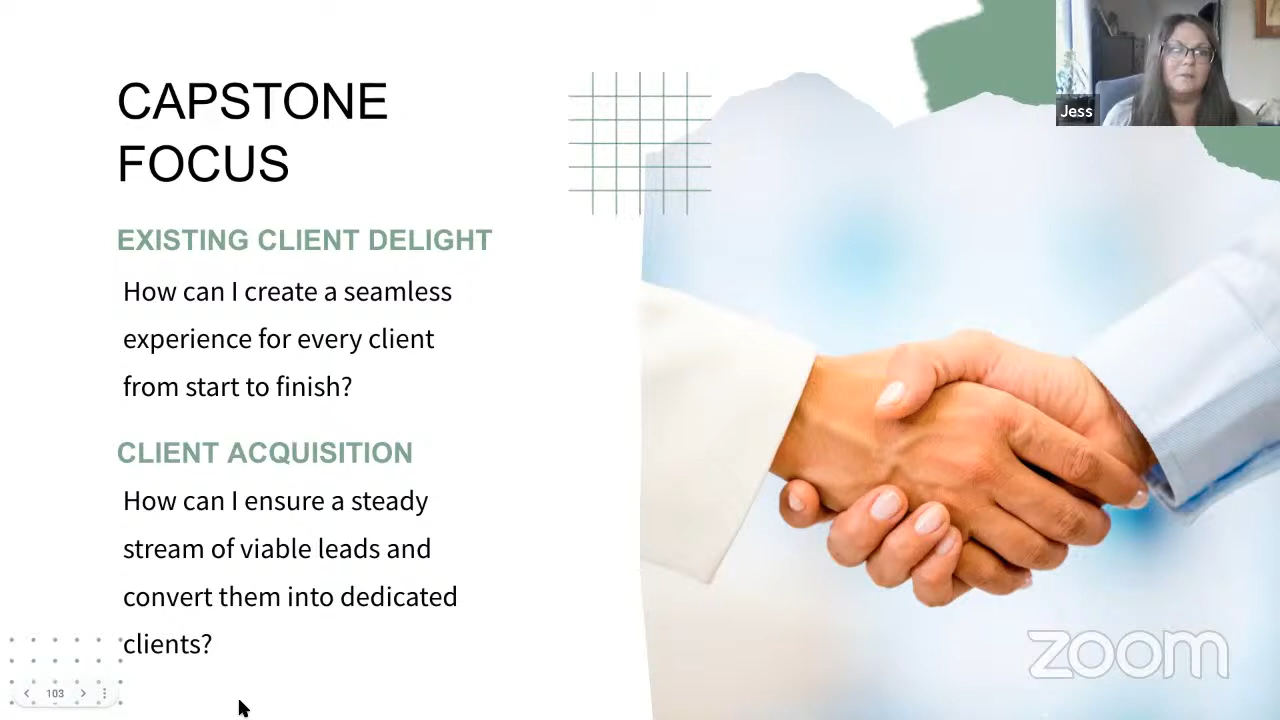 CAPSTONE
FOCUS
EXISTING CLIENT DELIGHT
How can I create a seamless
experience for every client
from start to finish?
CLIENT ACQUISITION
How can I ensure a steady
stream of viable leads and
convert them into dedicated
clients?
Jess
zoom
103